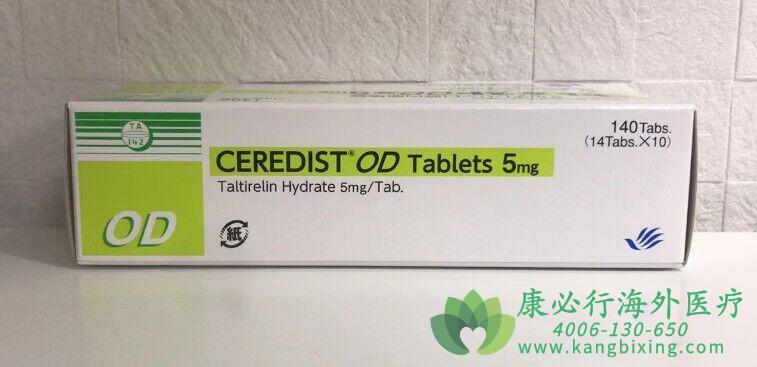 TA
142
CEREDIST® OD Tablets 5mg
Taltirelin Hydrate 5mg/Tab.
140Tabs.
(14Tabs.×10)
OD
紙
康必行海外医疗
4006-130-650
www.kangbixing.com